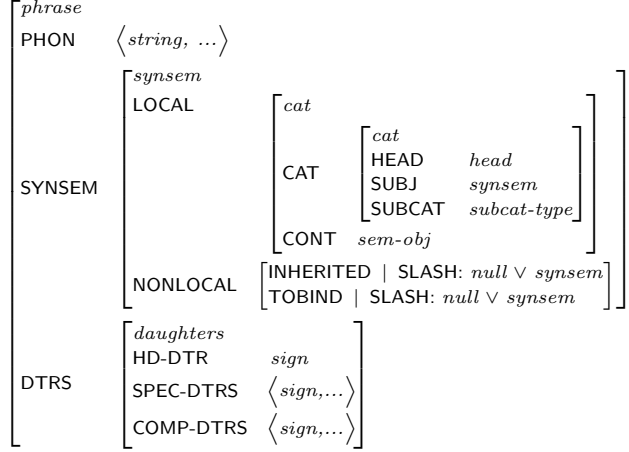 phrase
PHON ⟨string, ...⟩
synsem
LOCAL cat
cat
HEAD head
CAT SUBJ synsem
SYNSEM SUBCAT subcat-type
CONT sem-obj
INHERITED | SLASH: null ∨ synsem
NONLOCAL TOBIND | SLASH: null ∨ synsem
daughters
HD-DTR sign
DTRS SPEC-DTRS ⟨sign,...⟩
COMP-DTRS ⟨sign,...⟩